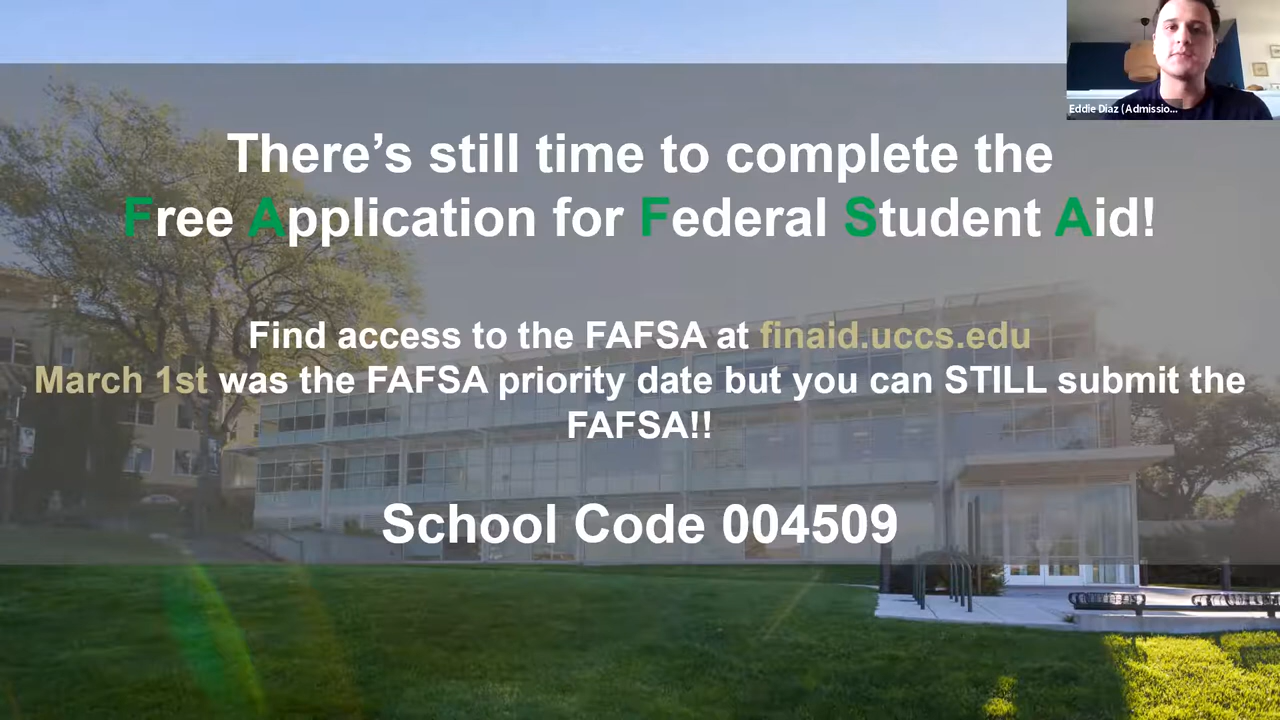 Eddie Diaz (Admissio...
There's still time to complete the
Free Application for Federal Student Aid!
Find access to the FAFSA at finaid.uccs.edu
March 1st was the FAFSA priority date but you can STILL submit the
FAFSA!!
School Code 004509